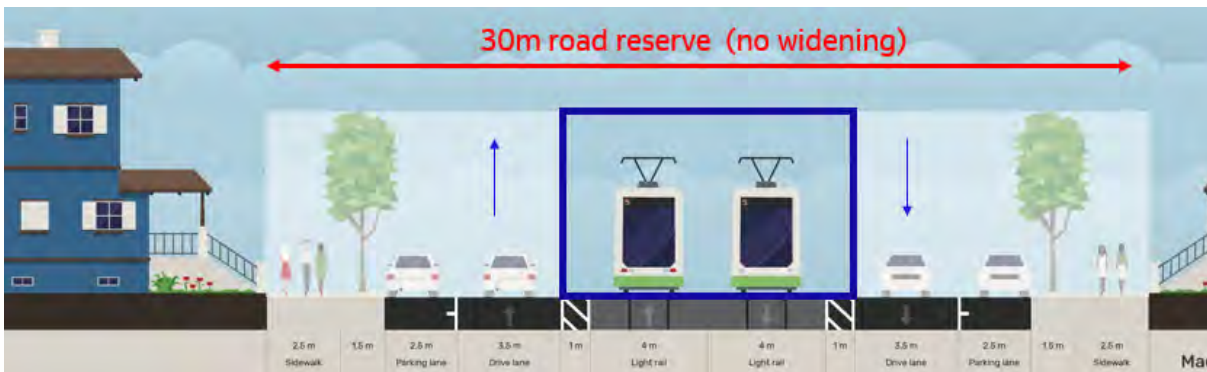 30m road reserve (no widening)
5 5
2.5 m 1.5 m 2.5 m 3.5 m 1 m 4 m 4 m 1 m 3.5 m 2.5 m 1.5 m 2.5 m
Sidewalk Parking lane Drive lane Light rail Light rail Drive lane Parking lane Sidewalk